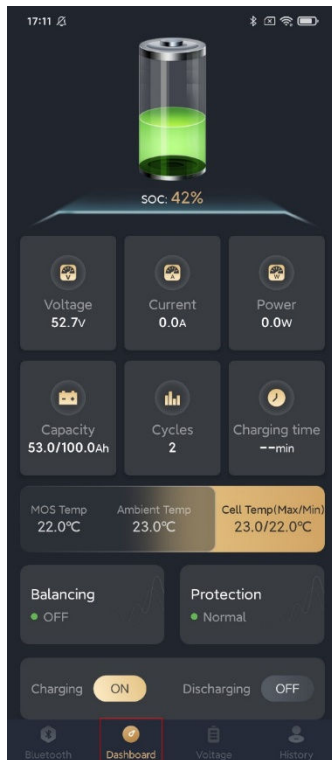 17:11
SOC: 42%
Voltage
52.7V
V
Current
0.0A
A
Power
0.0W
W
Capacity
53.0/100.0Ah
Cycles
2
Charging time
--min
MOS Temp
22.0℃
Ambient Temp
23.0℃
Cell Temp(Max/Min)
23.0/22.0℃
Balancing
OFF
Protection
Normal
Charging
ON
Discharging
OFF
Bluetooth
Dashboard
Voltage
History